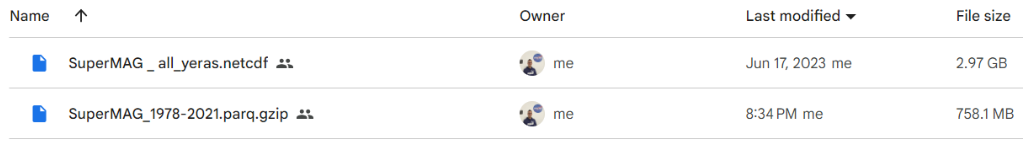 Name Owner Last modified File size
SuperMAG _ all_yeras.netcdf me Jun 17, 2023 me 2.97 GB
SuperMAG_1978-2021.parq.gzip me 8:34 PM me 758.1 MB